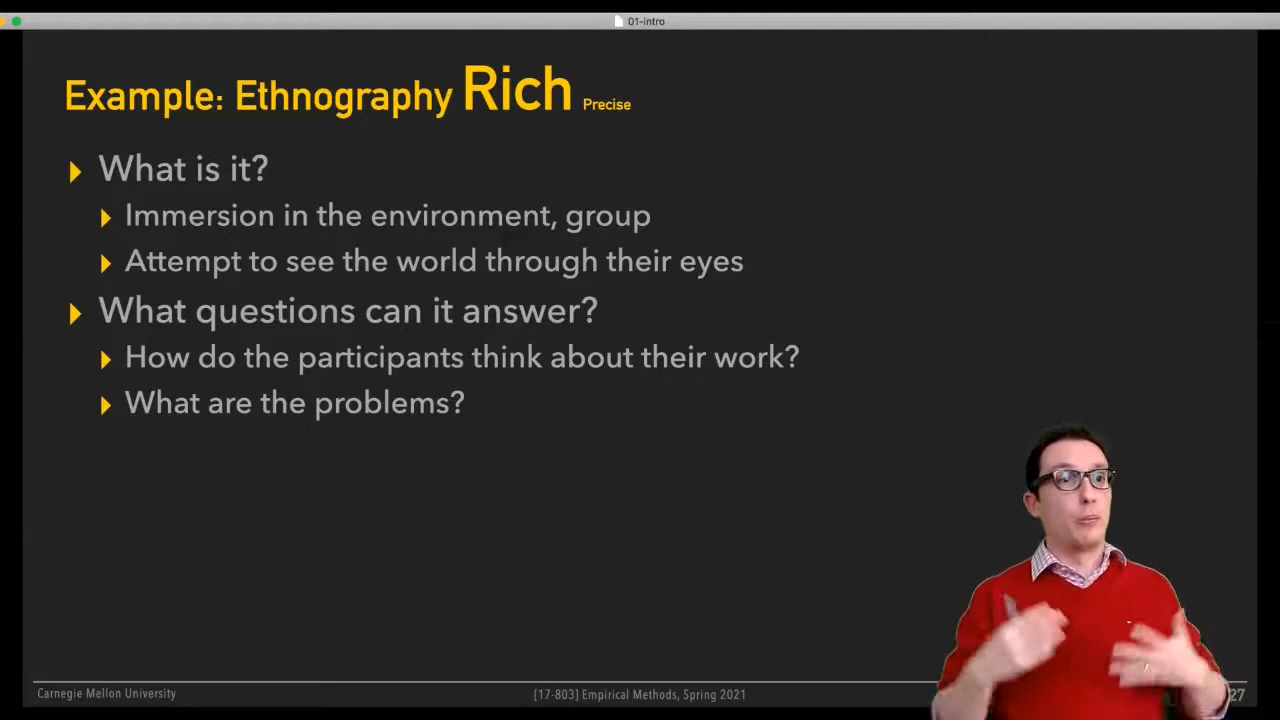 01-intro
Example: Ethnography Rich Precise
What is it?
Immersion in the environment, group
Attempt to see the world through their eyes
What questions can it answer?
How do the participants think about their work?
What are the problems?
Carnegie Mellon University
[17-803] Empirical Methods, Spring 2021
27